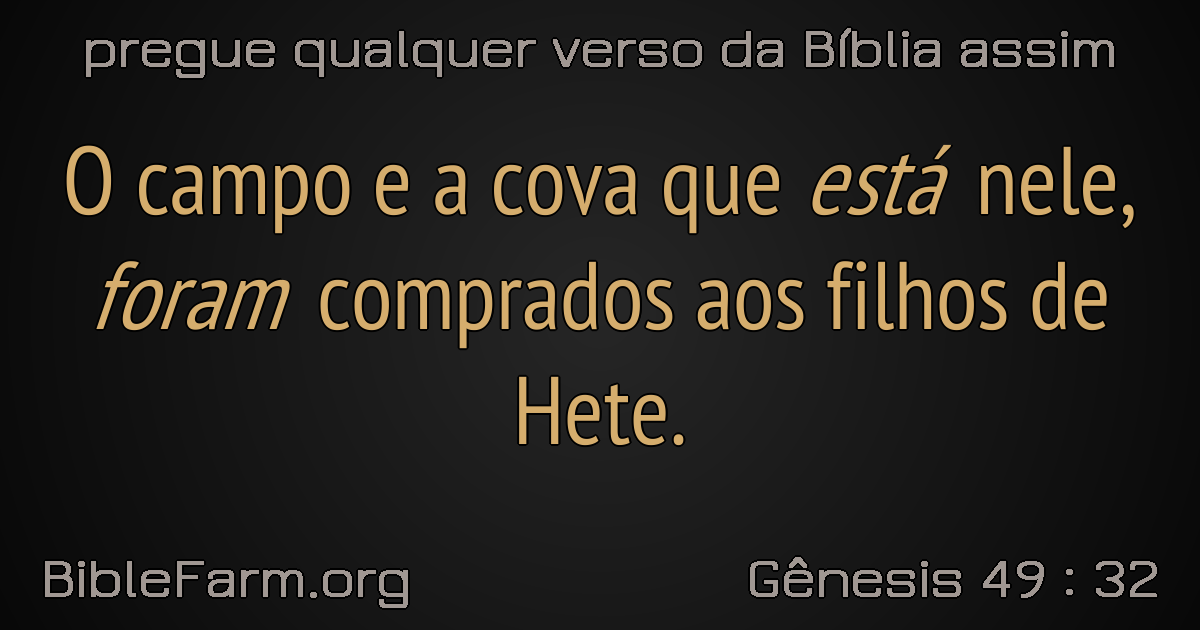 pregue qualquer verso da Bíblia assim
O campo e a cova que está nele,
foram comprados aos filhos de
Hete.
BibleFarm.org
Gênesis 49 : 32